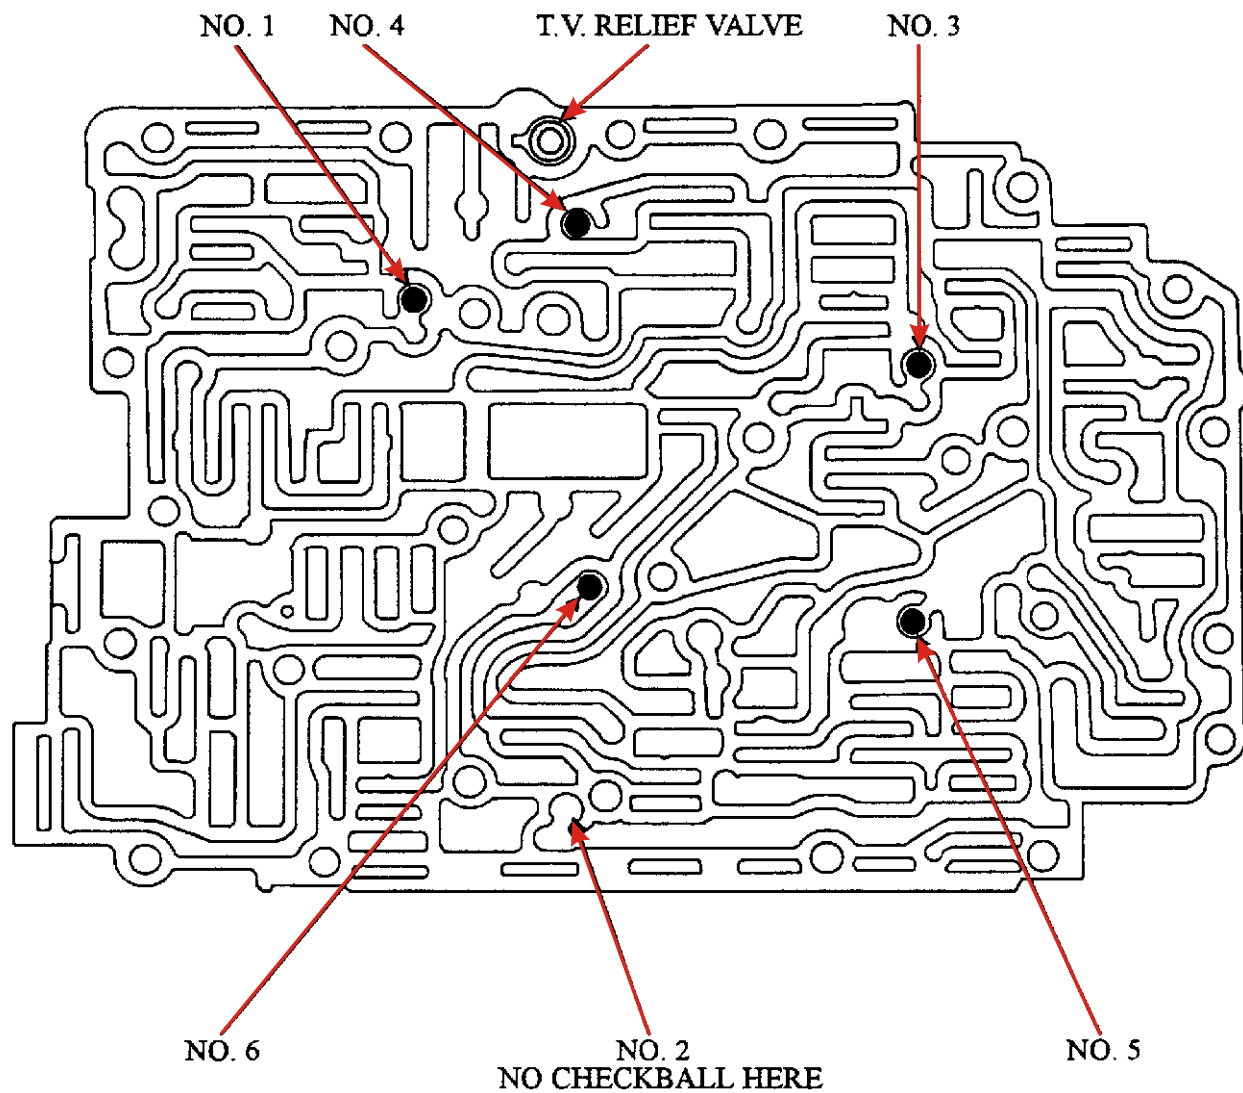 NO. 1
NO. 4
T.V. RELIEF VALVE
NO. 3
NO. 6
NO. 2
NO CHECKBALL HERE
NO. 5